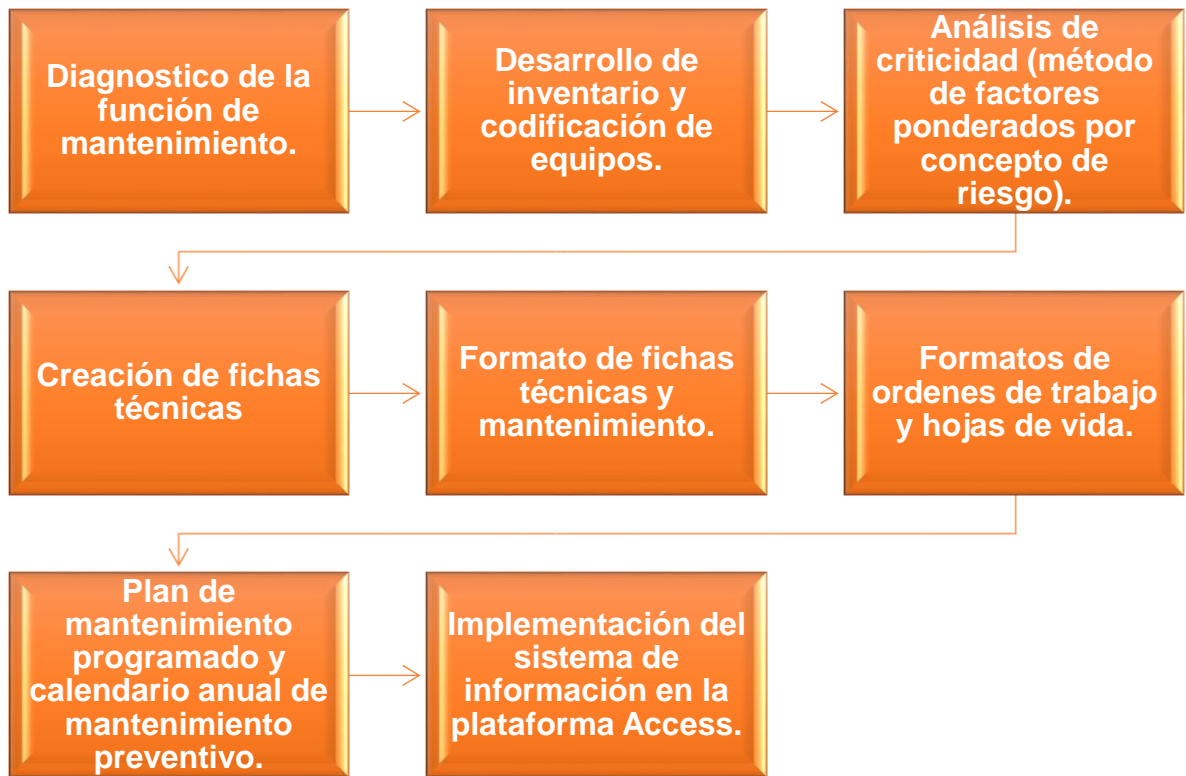 Diagnostico de la
función de
mantenimiento.
Desarrollo de
inventario y
codificación de
equipos.
Análisis de
criticidad (método
de factores
ponderados por
concepto de
riesgo).
Creación de fichas
técnicas
Formato de fichas
técnicas y
mantenimiento.
Formatos de
ordenes de trabajo
y hojas de vida.
Plan de
mantenimiento
programado y
calendario anual de
mantenimiento
preventivo.
Implementación del
sistema de
información en la
plataforma Access.